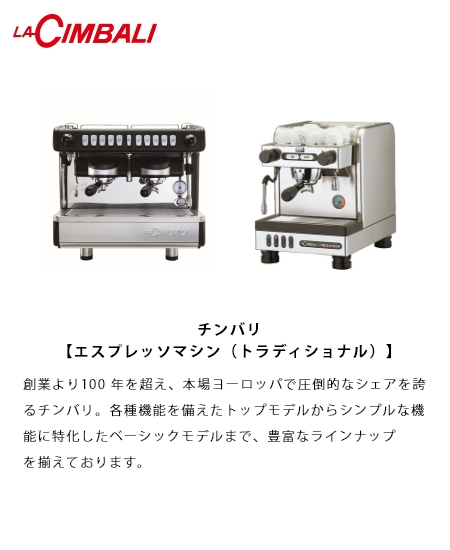 LA CIMBALI
LACIMBALI
チンバリ
【エスプレッソマシン（トラディショナル）】
創業より100 年を超え、本場ヨーロッパで圧倒的なシェアを誇
るチンバリ。各種機能を備えたトップモデルからシンプルな機
能に特化したベーシックモデルまで、豊富なラインナップ
を揃えております。